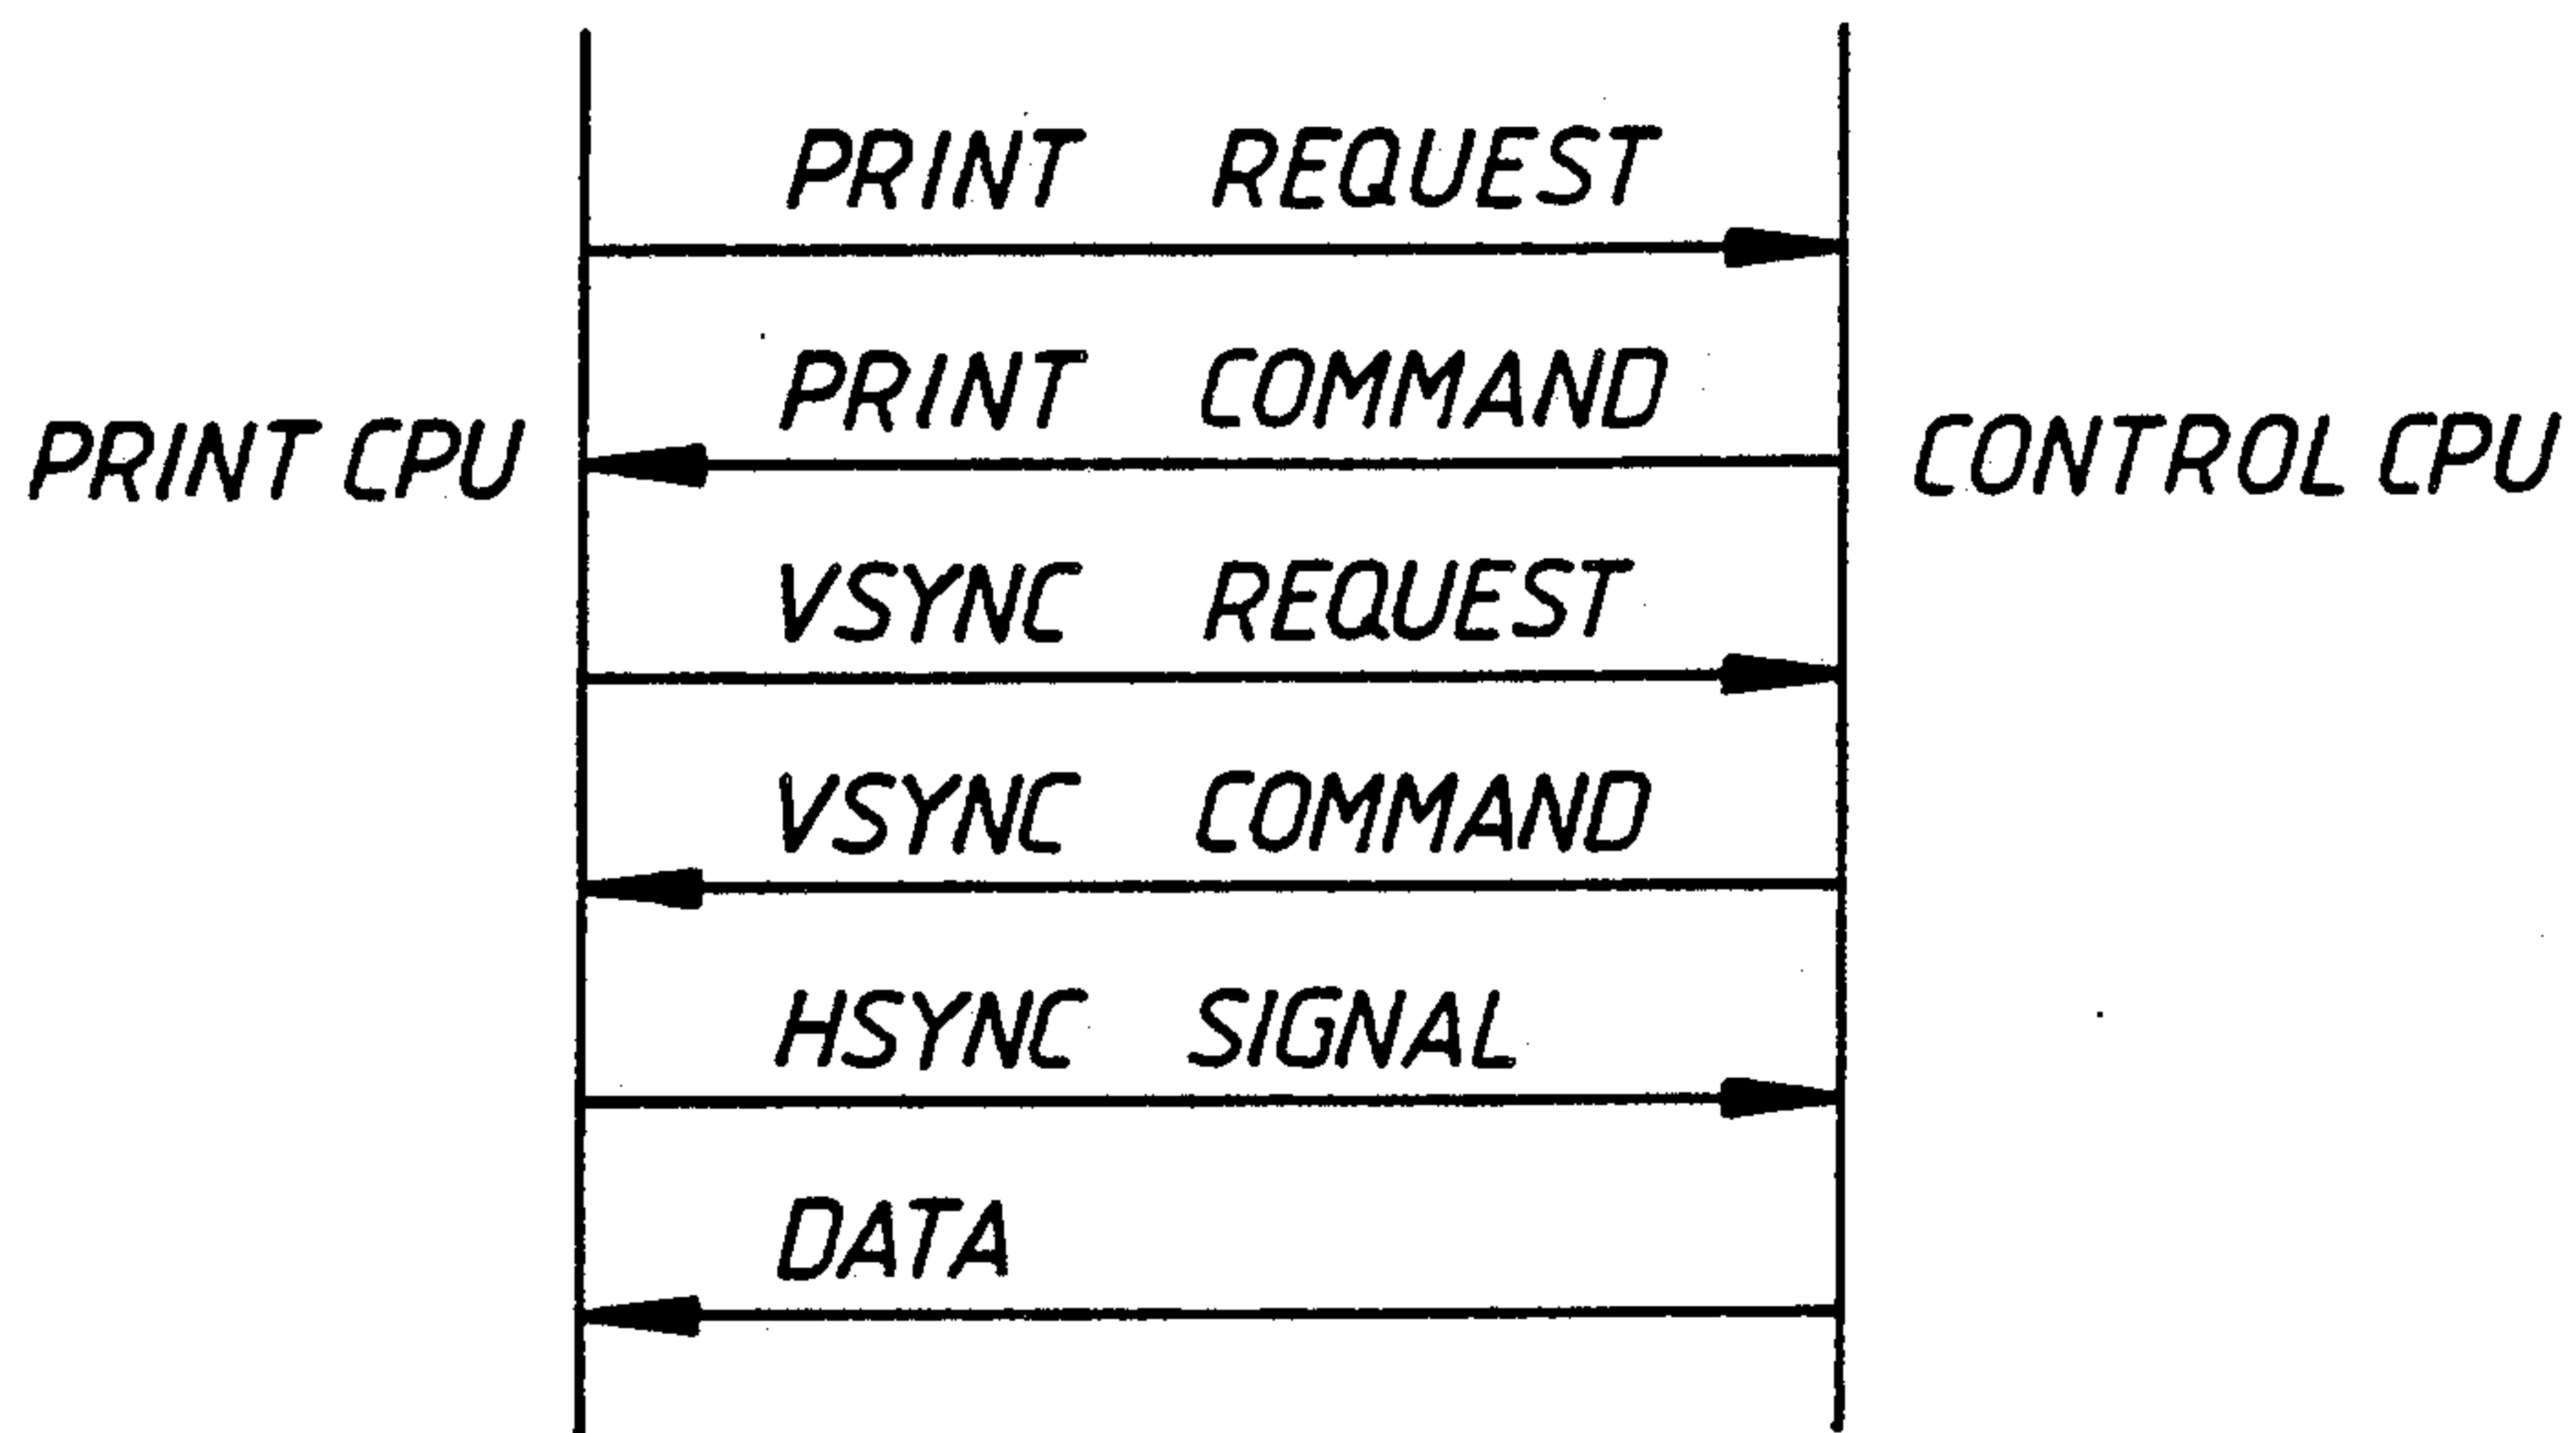 PRINT REQUEST
PRINT COMMAND
PRINT CPU
CONTROL CPU
VSYNC REQUEST
VSYNC COMMAND
HSYNC SIGNAL
DATA